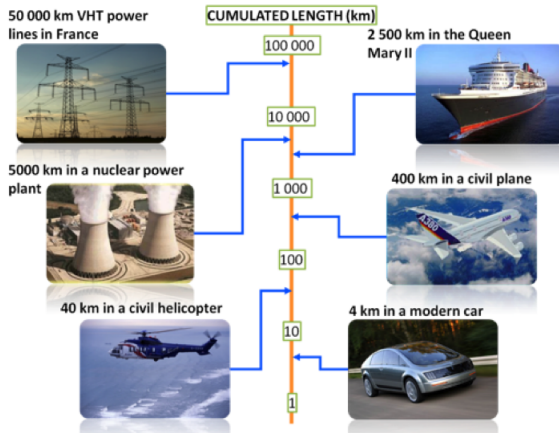 50 000 km VHT power
lines in France
CUMULATED LENGTH (km)
100 000
2 500 km in the Queen
Mary II
10 000
5000 km in a nuclear power
plant
1 000
400 km in a civil plane
A380
100
40 km in a civil helicopter
10
4 km in a modern car
1